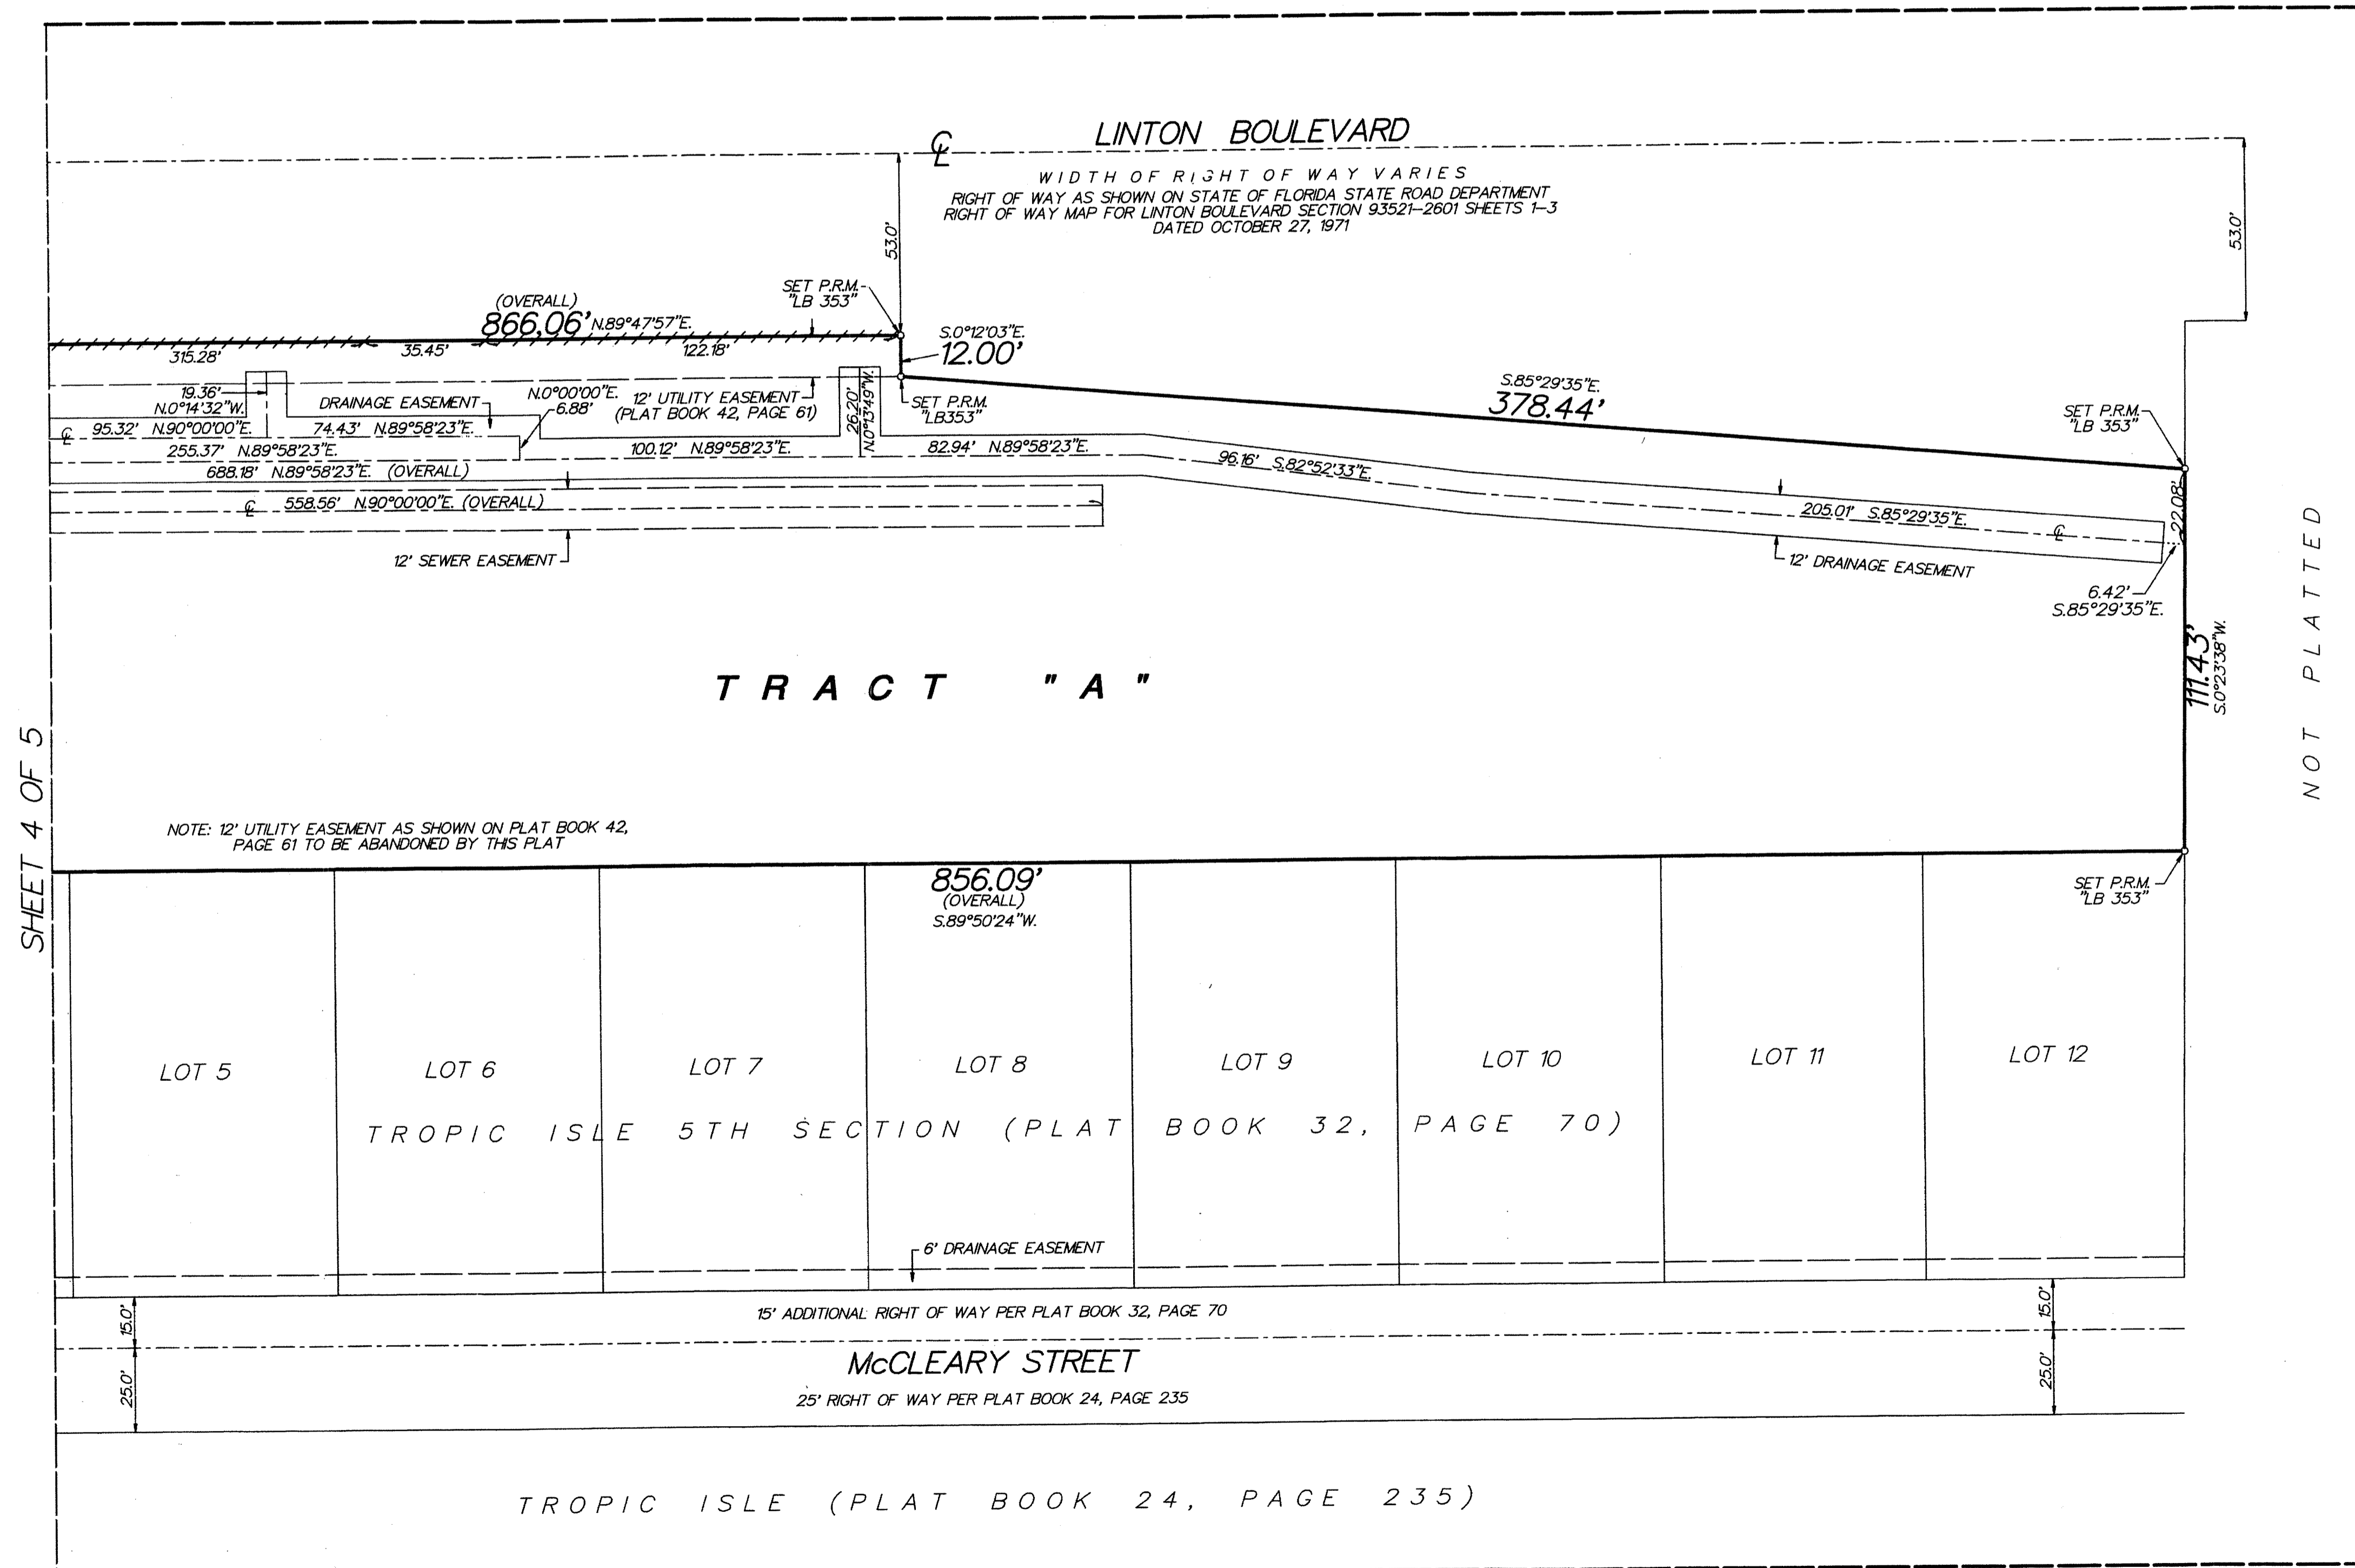 LINTON BOULEVARD
WIDTH OF RIGHT OF WAY VARIES
RIGHT OF WAY AS SHOWN ON STATE OF FLORIDA STATE ROAD DEPARTMENT
RIGHT OF WAY MAP FOR LINTON BOULEVARD SECTION 93521-2601 SHEETS 1-3
DATED OCTOBER 27, 1971
53.0'
53.0'
SET P.R.M.
"LB 353"
(OVERALL)
866.06' N.89°47'57"E.
315.28'
35.45'
122.18'
S.0°12'03"E.
12.00'
SET P.R.M.
"LB353"
S.85°29'35"E.
378.44'
SET P.R.M.
"LB 353"
19.36'
N.0°14'32"W.
DRAINAGE EASEMENT
N.0°00'00"E.
6.88'
12' UTILITY EASEMENT
(PLAT BOOK 42, PAGE 61)
26.20'
N.0°13'49"W.
95.32' N.90°00'00"E.
74.43' N.89°58'23"E.
255.37' N.89°58'23"E.
100.12' N.89°58'23"E.
82.94' N.89°58'23"E.
688.18' N.89°58'23"E. (OVERALL)
96.16' S.82°52'33"E.
558.56' N.90°00'00"E. (OVERALL)
205.01' S.85°29'35"E.
22.08'
12' SEWER EASEMENT
12' DRAINAGE EASEMENT
6.42'
S.85°29'35"E.
111.43'
S.0°23'38"W.
NOT PLATTED
TRACT "A"
SHEET 4 OF 5
NOTE: 12' UTILITY EASEMENT AS SHOWN ON PLAT BOOK 42,
PAGE 61 TO BE ABANDONED BY THIS PLAT
856.09'
(OVERALL)
S.89°50'24"W.
SET P.R.M.
"LB 353"
LOT 5
LOT 6
LOT 7
LOT 8
LOT 9
LOT 10
LOT 11
LOT 12
TROPIC ISLE 5TH SECTION (PLAT BOOK 32, PAGE 70)
6' DRAINAGE EASEMENT
15.0'
15' ADDITIONAL RIGHT OF WAY PER PLAT BOOK 32, PAGE 70
15.0'
25.0'
McCLEARY STREET
25.0'
25' RIGHT OF WAY PER PLAT BOOK 24, PAGE 235
TROPIC ISLE (PLAT BOOK 24, PAGE 235)